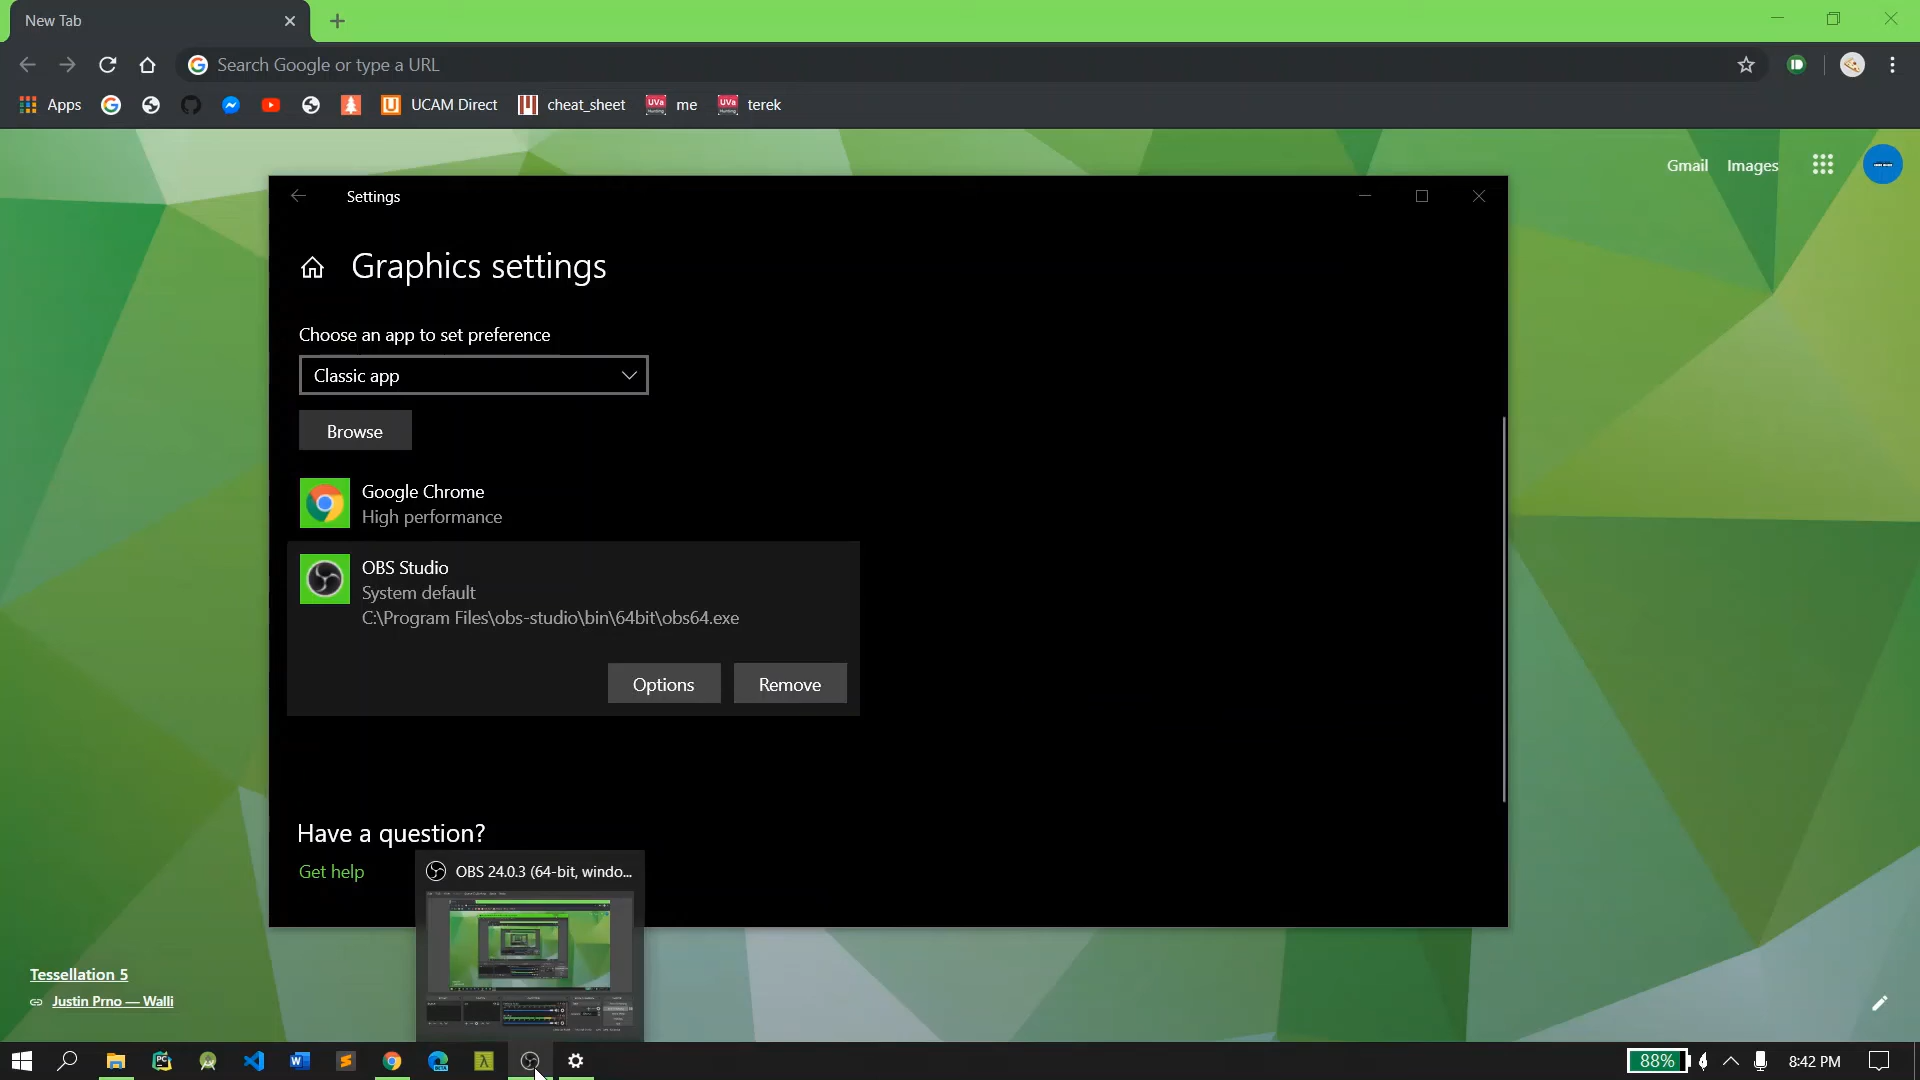 New Tab
Search Google or type a URL
Apps
UCAM Direct
cheat_sheet
UVa
me
UVa
terek
Gmail
Images
Settings
Graphics settings
Choose an app to set preference
Classic app
Browse
Google Chrome
High performance
OBS Studio
System default
C:\Program Files\obs-studio\bin\64bit\obs64.exe
Options
Remove
Have a question?
Get help
OBS 24.0.3 (64-bit, windo...
Tessellation 5
Justin Prno — Walli
88%
8:42 PM